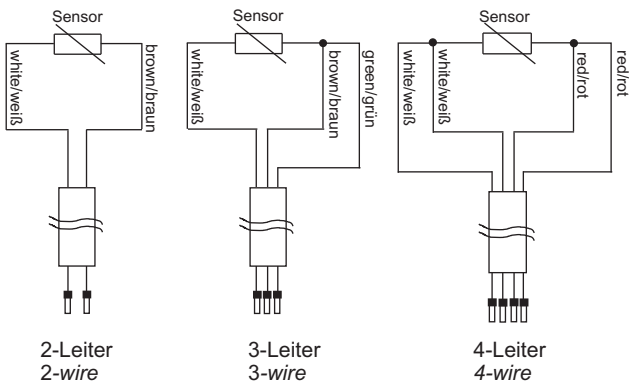 Sensor
white/weiß
brown/braun
2-Leiter
2-wire
Sensor
white/weiß
brown/braun
green/grün
3-Leiter
3-wire
Sensor
white/weiß
white/weiß
red/rot
red/rot
4-Leiter
4-wire